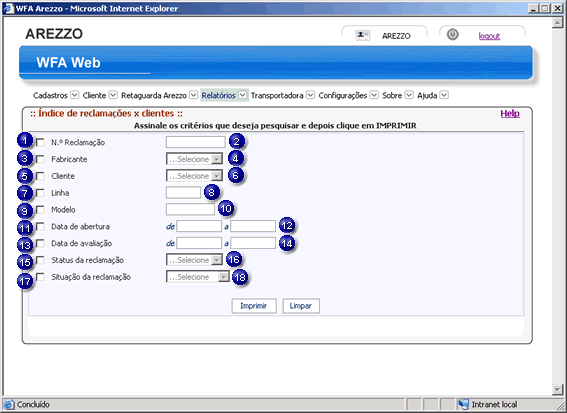 WFA Arezzo - Microsoft Internet Explorer
AREZZO AREZZO logout
WFA Web
Cadastros Cliente Retaguarda Arezzo Relatórios Transportadora Configurações Sobre Ajuda
:: Índice de reclamações x clientes :: Help
Assinale os critérios que deseja pesquisar e depois clique em IMPRIMIR
1 N.º Reclamação 2
3 Fabricante ...Selecione 4
5 Cliente ...Selecione 6
7 Linha 8
9 Modelo 10
11 Data de abertura de a 12
13 Data de avaliação de a 14
15 Status da reclamação ...Selecione 16
17 Situação da reclamação ...Selecione 18
Imprimir Limpar
Concluído Intranet local